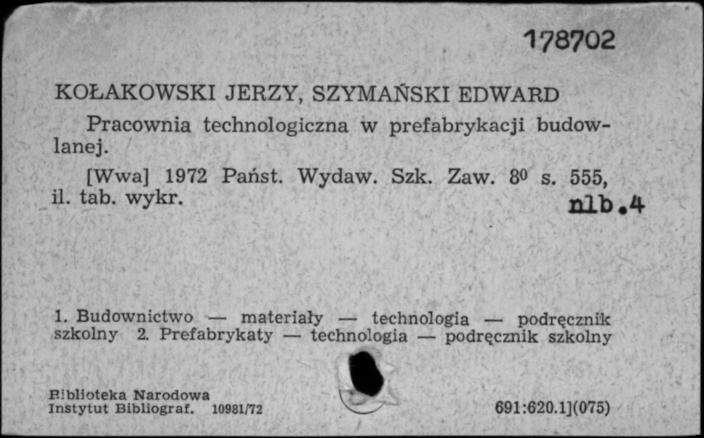 178702
KOŁAKOWSKI JERZY, SZYMAŃSKI EDWARD
Pracownia technologiczna w prefabrykacji budow-
lanej.
[Wwa] 1972 Państ. Wydaw. Szk. Zaw. 8⁰ s. 555,
il. tab. wykr.
nlb.4
1. Budownictwo — materiały — technologia — podręcznik
szkolny 2. Prefabrykaty — technologia — podręcznik szkolny
Biblioteka Narodowa
Instytut Bibliograf. 10981/72
691:620.1](075)